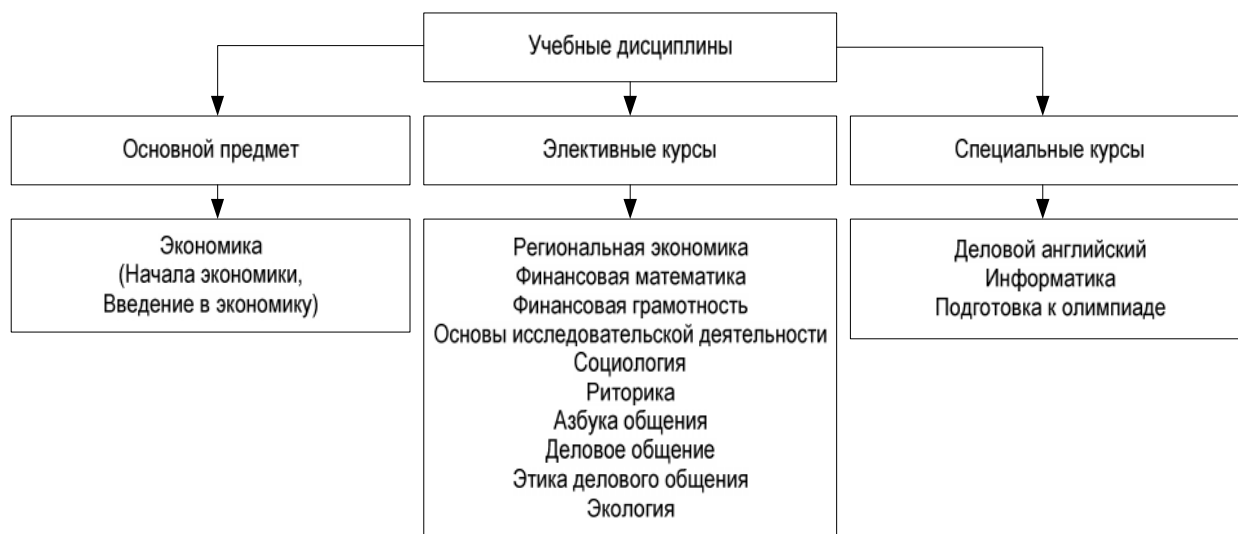 Учебные дисциплины
Основной предмет
Элективные курсы
Специальные курсы
Экономика
(Начала экономики,
Введение в экономику)
Региональная экономика
Финансовая математика
Финансовая грамотность
Основы исследовательской деятельности
Социология
Риторика
Азбука общения
Деловое общение
Этика делового общения
Экология
Деловой английский
Информатика
Подготовка к олимпиаде